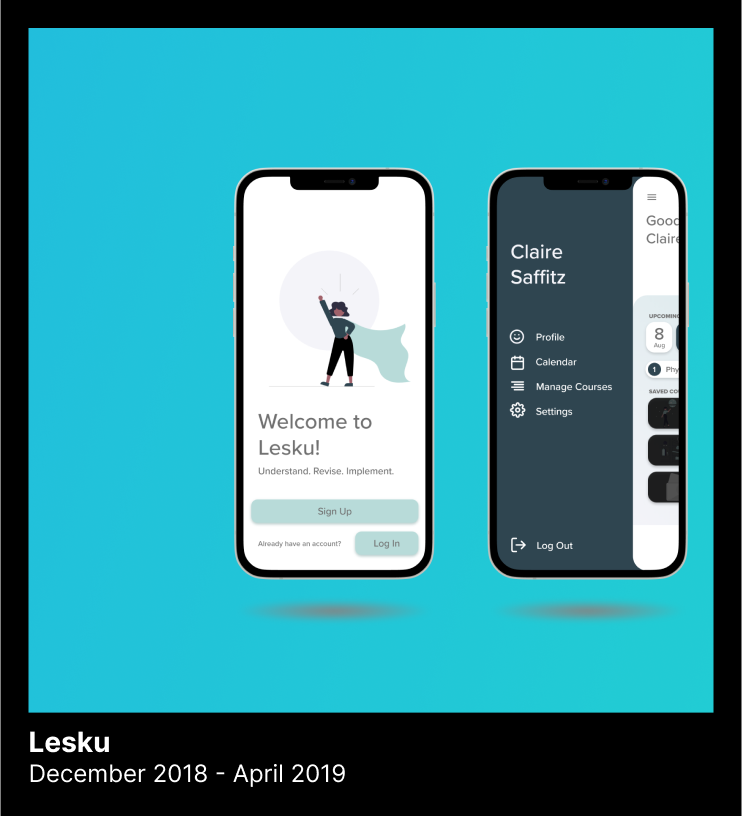 Welcome to
Lesku!
Understand. Revise. Implement.
Sign Up
Already have an account?
Log In
Claire
Saffitz
Profile
Calendar
Manage Courses
Settings
Log Out
Good
Claire
UPCOMING
8
Aug
1
Phy
SAVED CO
Lesku
December 2018 - April 2019